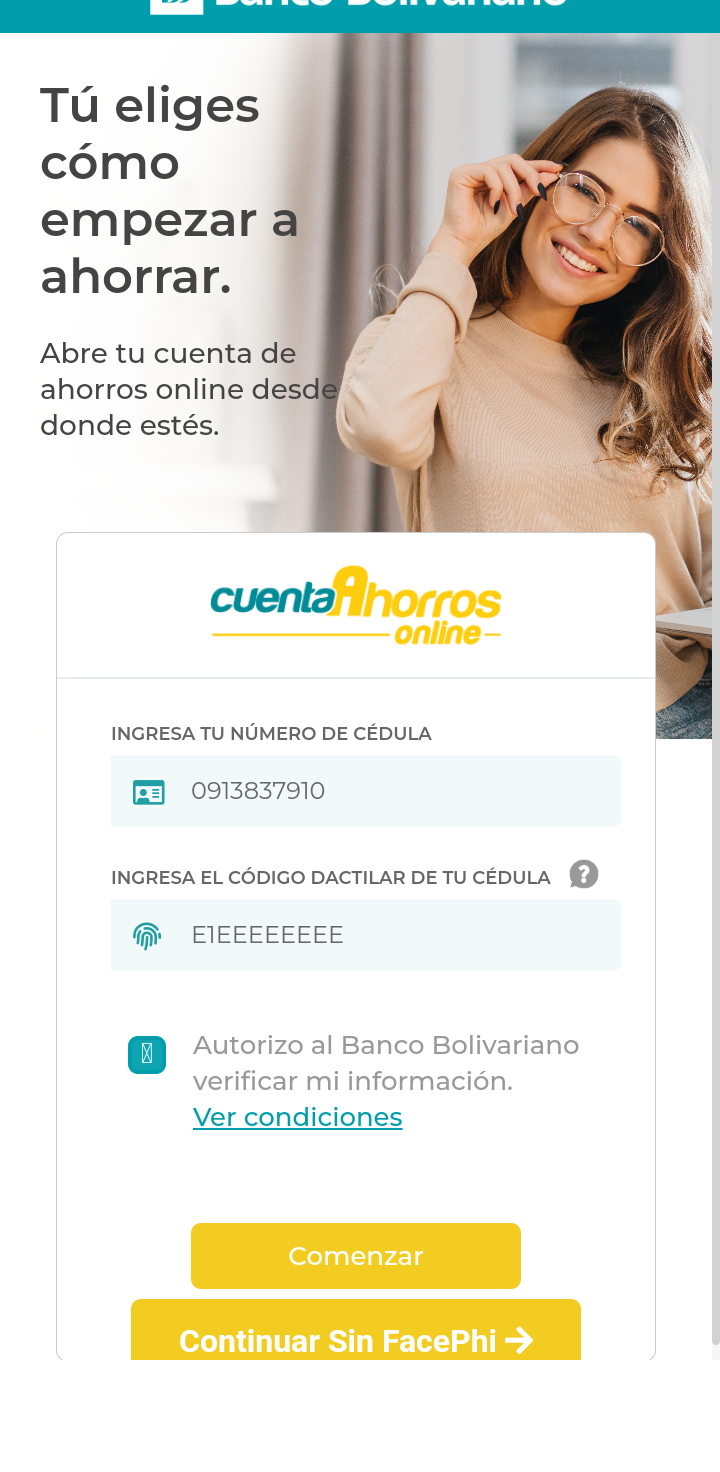 Banco Bolivariano
Tú eliges
cómo
empezar a
ahorrar.
Abre tu cuenta de
ahorros online desde
donde estés.
cuentaAhorros
online
INGRESA TU NÚMERO DE CÉDULA
0913837910
INGRESA EL CÓDIGO DACTILAR DE TU CÉDULA
E1EEEEEEEE
Autorizo al Banco Bolivariano
verificar mi información.
Ver condiciones
Comenzar
Continuar Sin FacePhi